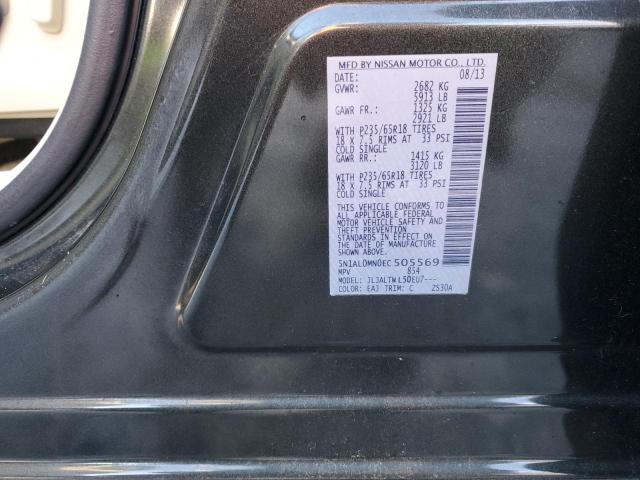 MFD BY NISSAN MOTOR CO., LTD.
DATE: 08/13
GVWR: 2682 KG
5913 LB
GAWR FR.: 1325 KG
2921 LB
WITH P235/65R18 TIRES
18 X 7.5 RIMS AT 33 PSI
COLD SINGLE
GAWR RR.: 1415 KG
3120 LB
WITH P235/65R18 TIRES
18 X 7.5 RIMS AT 33 PSI
COLD SINGLE
THIS VEHICLE CONFORMS TO
ALL APPLICABLE FEDERAL
MOTOR VEHICLE SAFETY AND
THEFT PREVENTION
STANDARDS IN EFFECT ON
THE DATE OF MANUFACTURE
SHOWN ABOVE.
5N1AL0MN0EC505569
MPV 854
MODEL: JLJALTWL50EU7---
COLOR: EAJ TRIM: C 2S30A